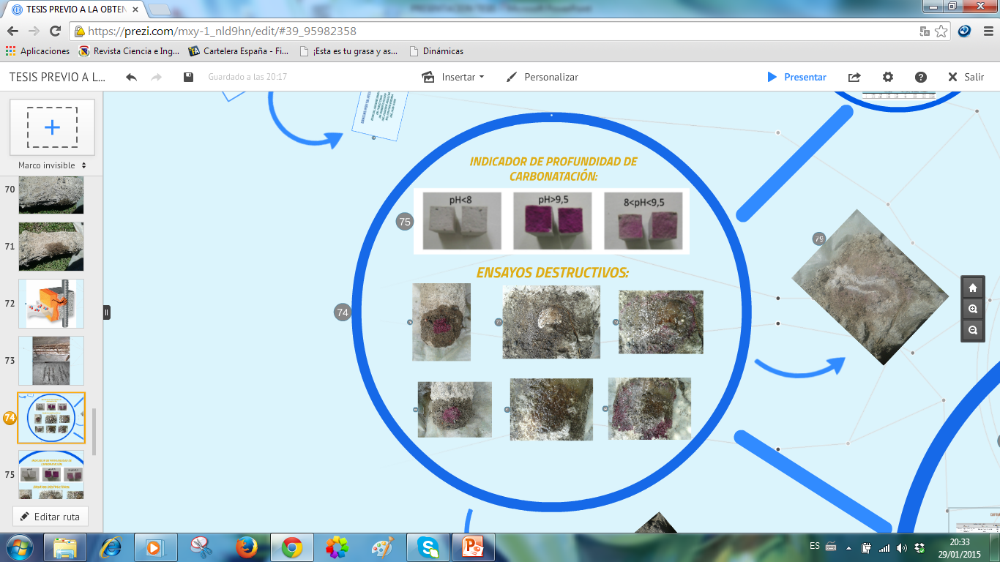 TESIS PREVIO A LA OBTEN
https://prezi.com/mxy-1_nld9hn/edit/#39_95982358
Aplicaciones
Revista Ciencia e Ing...
Cartelera España - Fi...
¡Esta es tu grasa y as...
Dinámicas
TESIS PREVIO A L...
Guardado a las 20:17
Insertar
Personalizar
Presentar
Salir
Marco invisible
70
71
72
73
74
75
Editar ruta
INDICADOR DE PROFUNDIDAD DE
CARBONATACIÓN:
pH<8
pH>9,5
8<pH<9,5
75
ENSAYOS DESTRUCTIVOS:
74
79
ES
20:33
29/01/2015